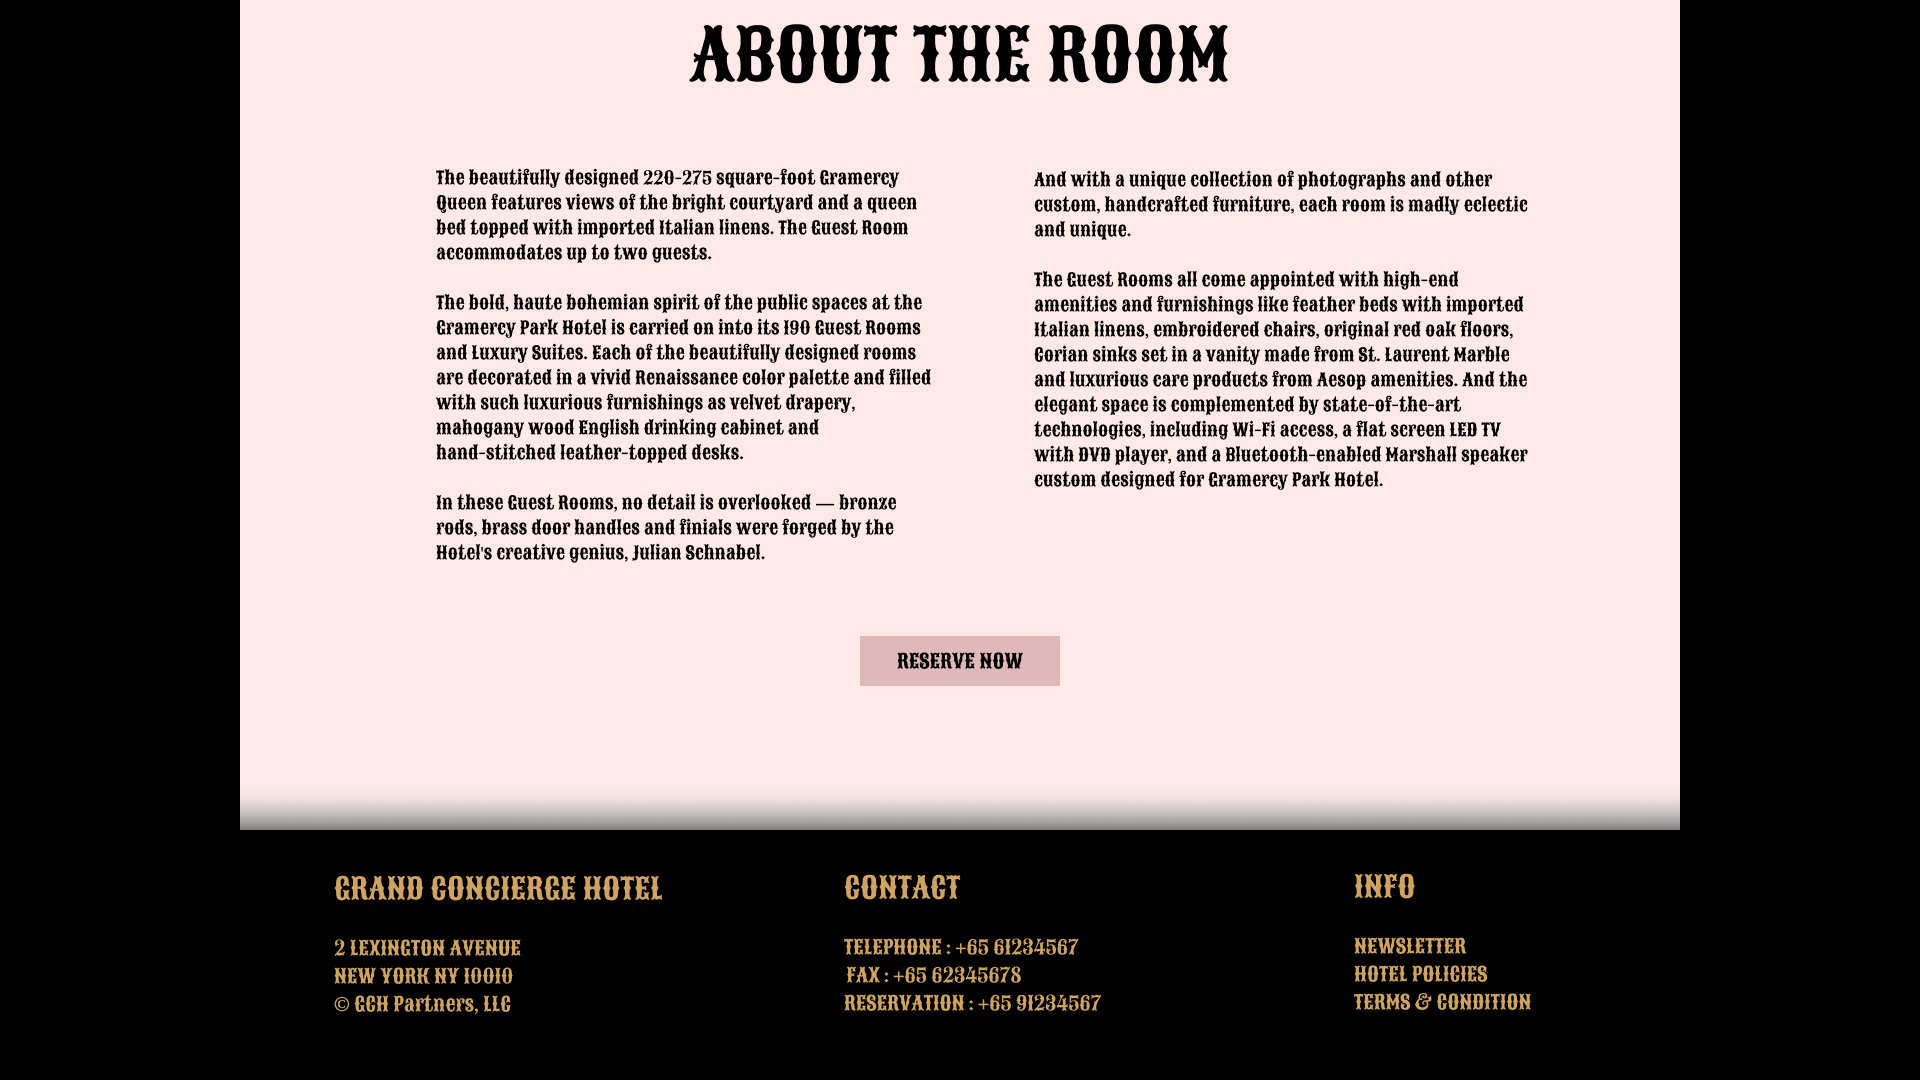 ABOUT THE ROOM
The beautifully designed 220-275 square-foot Gramercy
Queen features views of the bright courtyard and a queen
bed topped with imported Italian linens. The Guest Room
accommodates up to two guests.
The bold, haute bohemian spirit of the public spaces at the
Gramercy Park Hotel is carried on into its 190 Guest Rooms
and Luxury Suites. Each of the beautifully designed rooms
are decorated in a vivid Renaissance color palette and filled
with such luxurious furnishings as velvet drapery,
mahogany wood English drinking cabinet and
hand-stitched leather-topped desks.
In these Guest Rooms, no detail is overlooked — bronze
rods, brass door handles and finials were forged by the
Hotel's creative genius, Julian Schnabel.
And with a unique collection of photographs and other
custom, handcrafted furniture, each room is madly eclectic
and unique.
The Guest Rooms all come appointed with high-end
amenities and furnishings like feather beds with imported
Italian linens, embroidered chairs, original red oak floors,
Corian sinks set in a vanity made from St. Laurent Marble
and luxurious care products from Aesop amenities. And the
elegant space is complemented by state-of-the-art
technologies, including Wi-Fi access, a flat screen LED TV
with DVD player, and a Bluetooth-enabled Marshall speaker
custom designed for Gramercy Park Hotel.
RESERVE NOW
GRAND CONCIERGE HOTEL
2 LEXINGTON AVENUE
NEW YORK NY 10010
© GCH Partners, LLC
CONTACT
TELEPHONE : +65 61234567
FAX : +65 62345678
RESERVATION : +65 91234567
INFO
NEWSLETTER
HOTEL POLICIES
TERMS & CONDITION